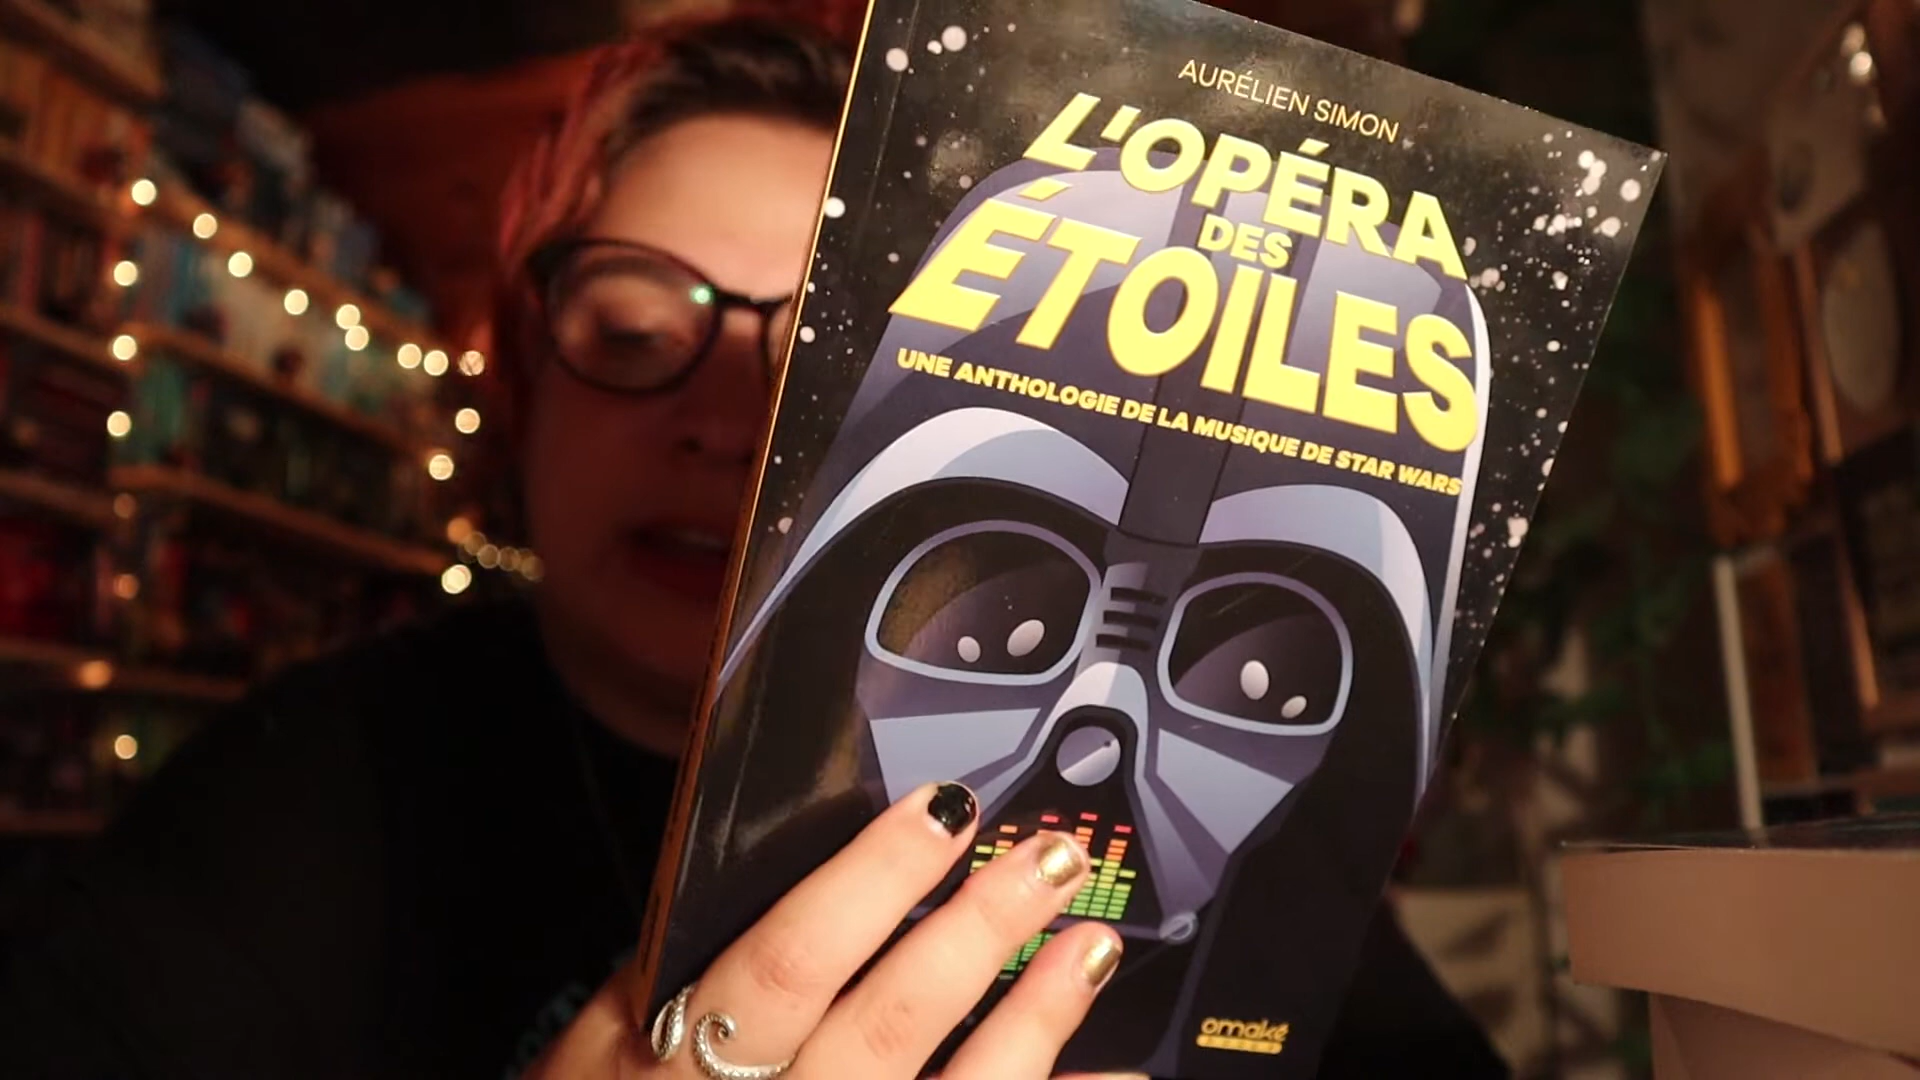 AURÉLIEN SIMON
L'OPÉRA
DES
ÉTOILES
UNE ANTHOLOGIE DE LA MUSIQUE DE STAR WARS
omaké